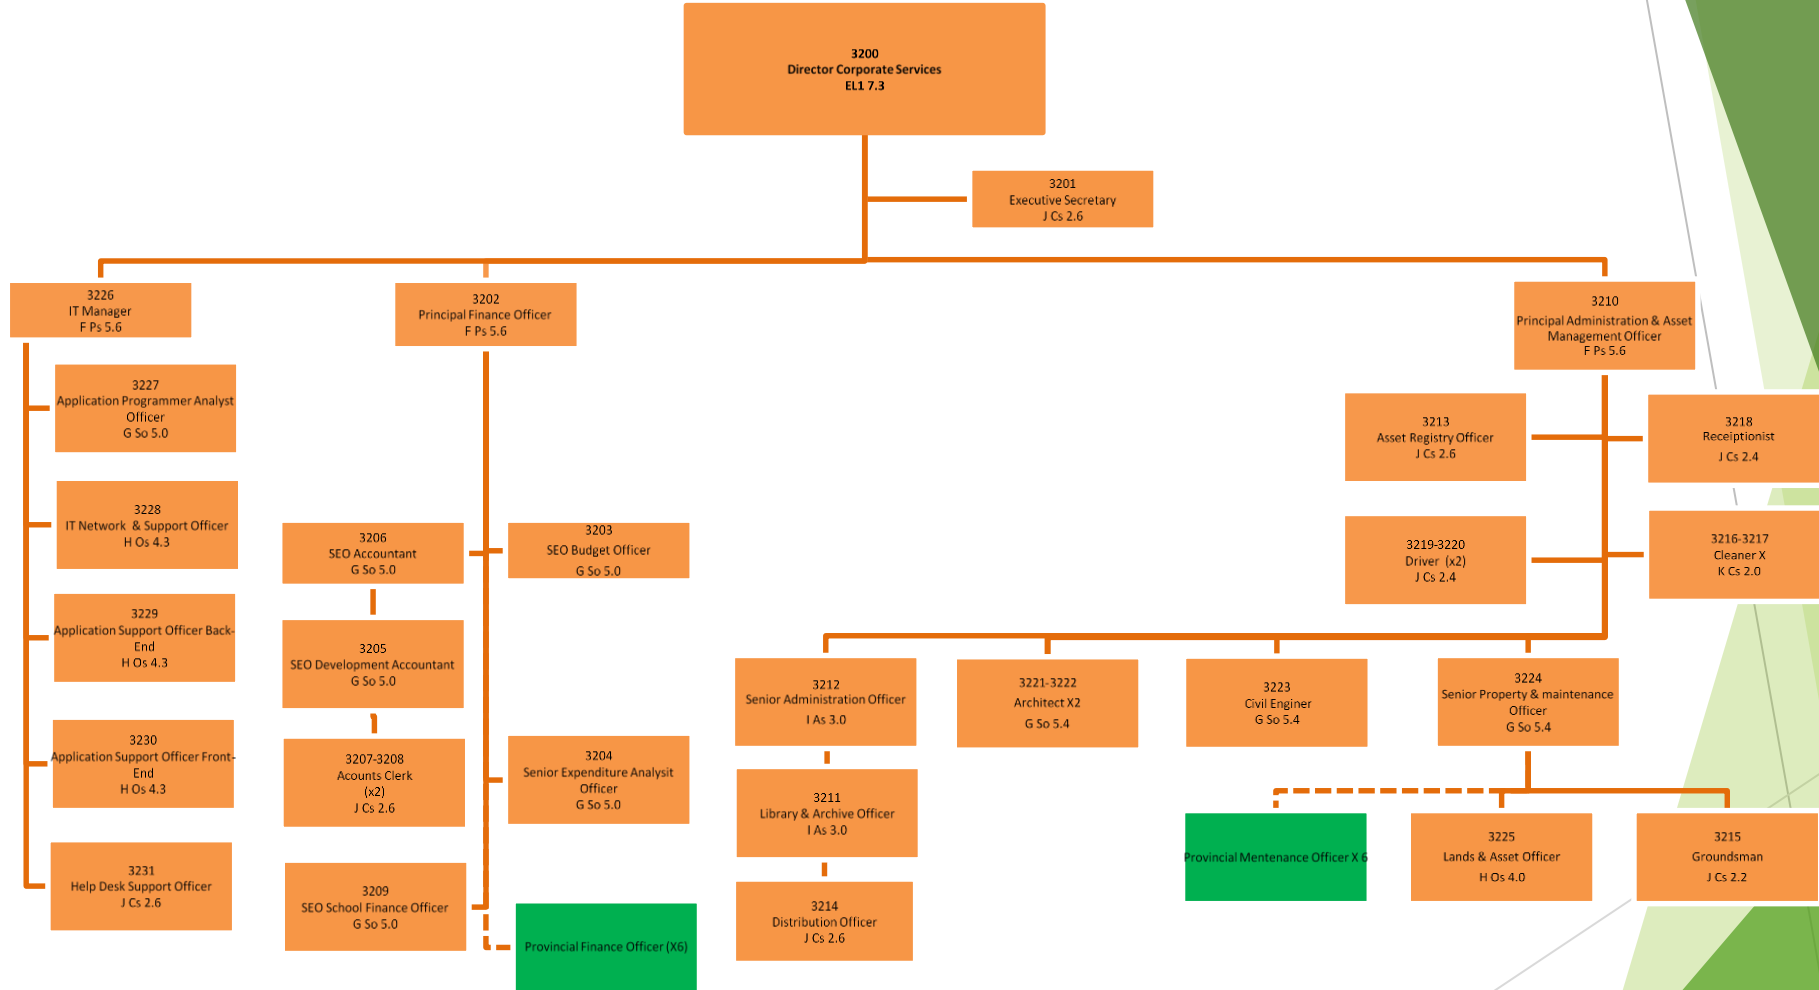 3200
Director Corporate Services
EL1 7.3
3201
Executive Secretary
J Cs 2.6
3226
IT Manager
F Ps 5.6
3202
Principal Finance Officer
F Ps 5.6
3210
Principal Administration & Asset
Management Officer
F Ps 5.6
3227
Application Programmer Analyst
Officer
G So 5.0
3228
IT Network & Support Officer
H Os 4.3
3229
Application Support Officer Back-
End
H Os 4.3
3230
Application Support Officer Front-
End
H Os 4.3
3231
Help Desk Support Officer
J Cs 2.6
3206
SEO Accountant
G So 5.0
3203
SEO Budget Officer
G So 5.0
3205
SEO Development Accountant
G So 5.0
3207-3208
Acounts Clerk
(x2)
J Cs 2.6
3204
Senior Expenditure Analysit
Officer
G So 5.0
3209
SEO School Finance Officer
G So 5.0
Provincial Finance Officer (X6)
3213
Asset Registry Officer
J Cs 2.6
3218
Receiptionist
J Cs 2.4
3219-3220
Driver (x2)
J Cs 2.4
3216-3217
Cleaner X
K Cs 2.0
3212
Senior Administration Officer
I As 3.0
3221-3222
Architect X2
G So 5.4
3223
Civil Enginer
G So 5.4
3224
Senior Property & maintenance
Officer
G So 5.4
3211
Library & Archive Officer
I As 3.0
3214
Distribution Officer
J Cs 2.6
Provincial Mentenance Officer X 6
3225
Lands & Asset Officer
H Os 4.0
3215
Groundsman
J Cs 2.2